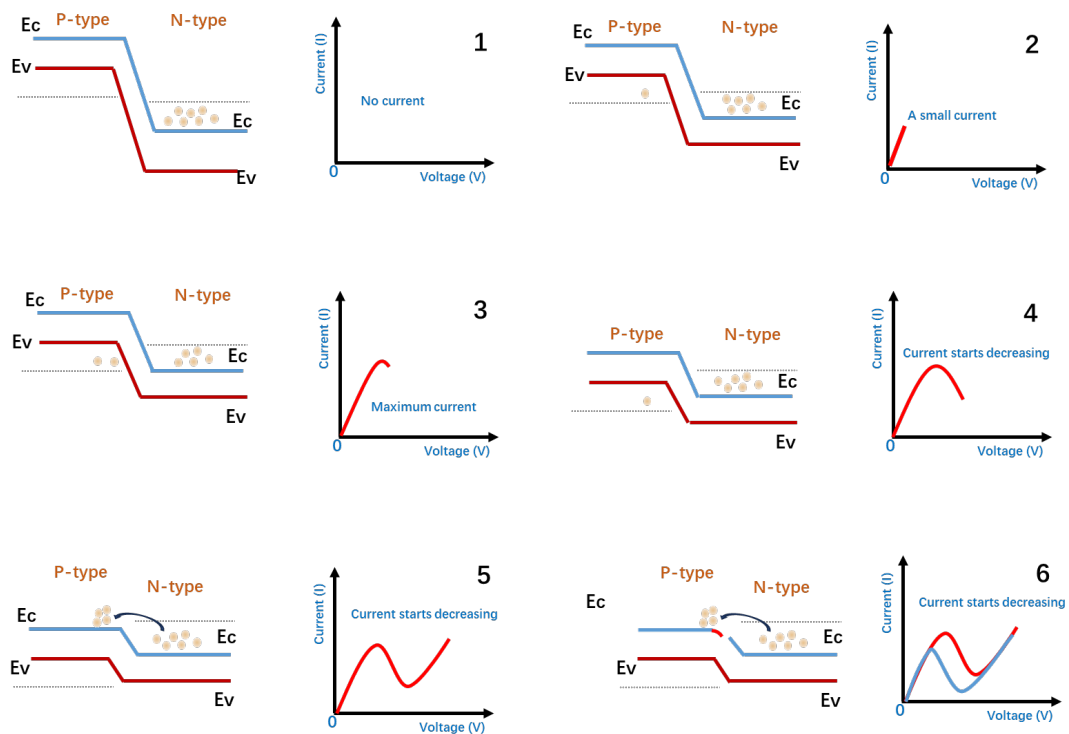 P-type N-type
Ec
Ev
Ec
Ev
Current (I)
1
No current
0
Voltage (V)
P-type N-type
Ec
Ev
Ec
Ev
Current (I)
2
A small current
0
Voltage (V)
P-type N-type
Ec
Ev
Ec
Ev
Current (I)
3
Maximum current
0
Voltage (V)
P-type N-type
Ec
Ev
Ec
Ev
Current (I)
4
Current starts decreasing
0
Voltage (V)
P-type
N-type
Ec
Ev
Ec
Ev
Current (I)
5
Current starts decreasing
0
Voltage (V)
P-type
N-type
Ec
Ev
Ec
Ev
Current (I)
6
Current starts decreasing
0
Voltage (V)